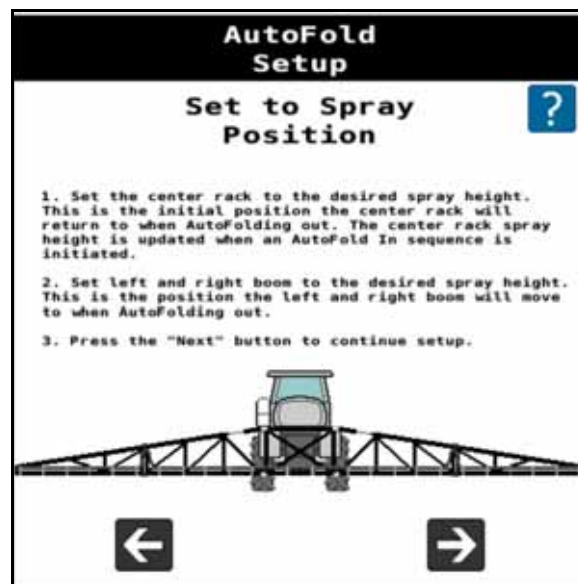 AutoFold
Setup
Set to Spray
Position
?
1. Set the center rack to the desired spray height.
This is the initial position the center rack will
return to when AutoFolding out. The center rack spray
height is updated when an AutoFold In sequence is
initiated.
2. Set left and right boom to the desired spray height.
This is the position the left and right boom will move
to when AutoFolding out.
3. Press the "Next" button to continue setup.